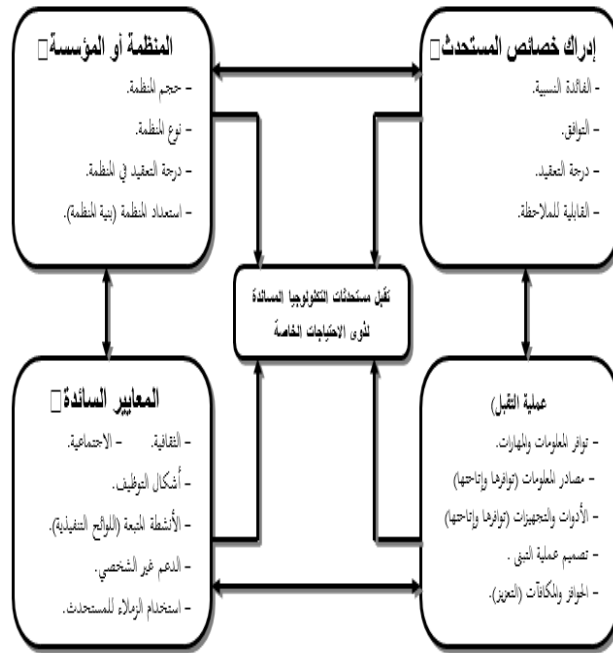 إدراك خصائص المستحدث
– الفائدة النسبية.
– التوافق.
– درجة التعقيد.
– القابلية للملاحظة.
المنظمة أو المؤسسة
– حجم المنظمة.
– نوع المنظمة.
– درجة التعقيد في المنظمة.
– استعداد المنظمة (بنية المنظمة).
تقبل مستحدثات التكنولوجيا المساندة
لذوى الاحتياجات الخاصة
عملية التقبل)
– توافر المعلومات والمهارات.
– مصادر المعلومات (توافرها وإتاحتها)
– الأدوات والتجهيزات (توافرها وإتاحتها)
– تصميم عملية التبنى .
– الحوافز والمكافآت (التعزيز).
المعايير السائدة
– الثقافية. – الاجتماعية.
– أشكال التوظيف.
– الأنشطة المتبعة (اللوائح التنفيذية).
– الدعم غير الشخصي.
– استخدام الزملاء للمستحدث.